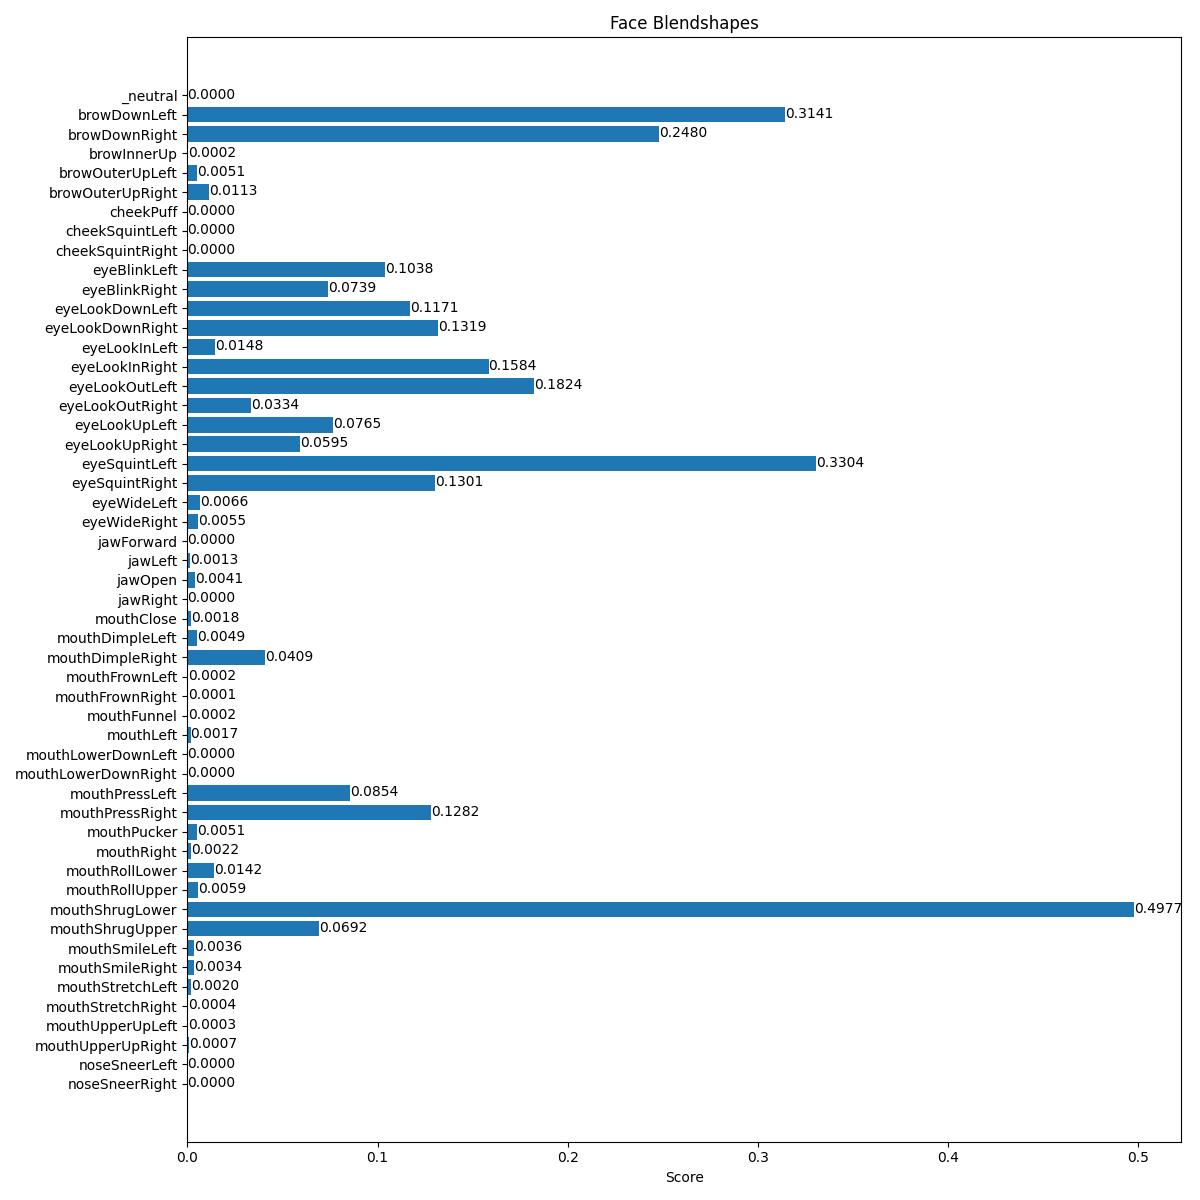 Face Blendshapes
_neutral 0.0000
browDownLeft 0.3141
browDownRight 0.2480
browInnerUp 0.0002
browOuterUpLeft 0.0051
browOuterUpRight 0.0113
cheekPuff 0.0000
cheekSquintLeft 0.0000
cheekSquintRight 0.0000
eyeBlinkLeft 0.1038
eyeBlinkRight 0.0739
eyeLookDownLeft 0.1171
eyeLookDownRight 0.1319
eyeLookInLeft 0.0148
eyeLookInRight 0.1584
eyeLookOutLeft 0.1824
eyeLookOutRight 0.0334
eyeLookUpLeft 0.0765
eyeLookUpRight 0.0595
eyeSquintLeft 0.3304
eyeSquintRight 0.1301
eyeWideLeft 0.0066
eyeWideRight 0.0055
jawForward 0.0000
jawLeft 0.0013
jawOpen 0.0041
jawRight 0.0000
mouthClose 0.0018
mouthDimpleLeft 0.0049
mouthDimpleRight 0.0409
mouthFrownLeft 0.0002
mouthFrownRight 0.0001
mouthFunnel 0.0002
mouthLeft 0.0017
mouthLowerDownLeft 0.0000
mouthLowerDownRight 0.0000
mouthPressLeft 0.0854
mouthPressRight 0.1282
mouthPucker 0.0051
mouthRight 0.0022
mouthRollLower 0.0142
mouthRollUpper 0.0059
mouthShrugLower 0.4977
mouthShrugUpper 0.0692
mouthSmileLeft 0.0036
mouthSmileRight 0.0034
mouthStretchLeft 0.0020
mouthStretchRight 0.0004
mouthUpperUpLeft 0.0003
mouthUpperUpRight 0.0007
noseSneerLeft 0.0000
noseSneerRight 0.0000
0.0 0.1 0.2 0.3 0.4 0.5
Score